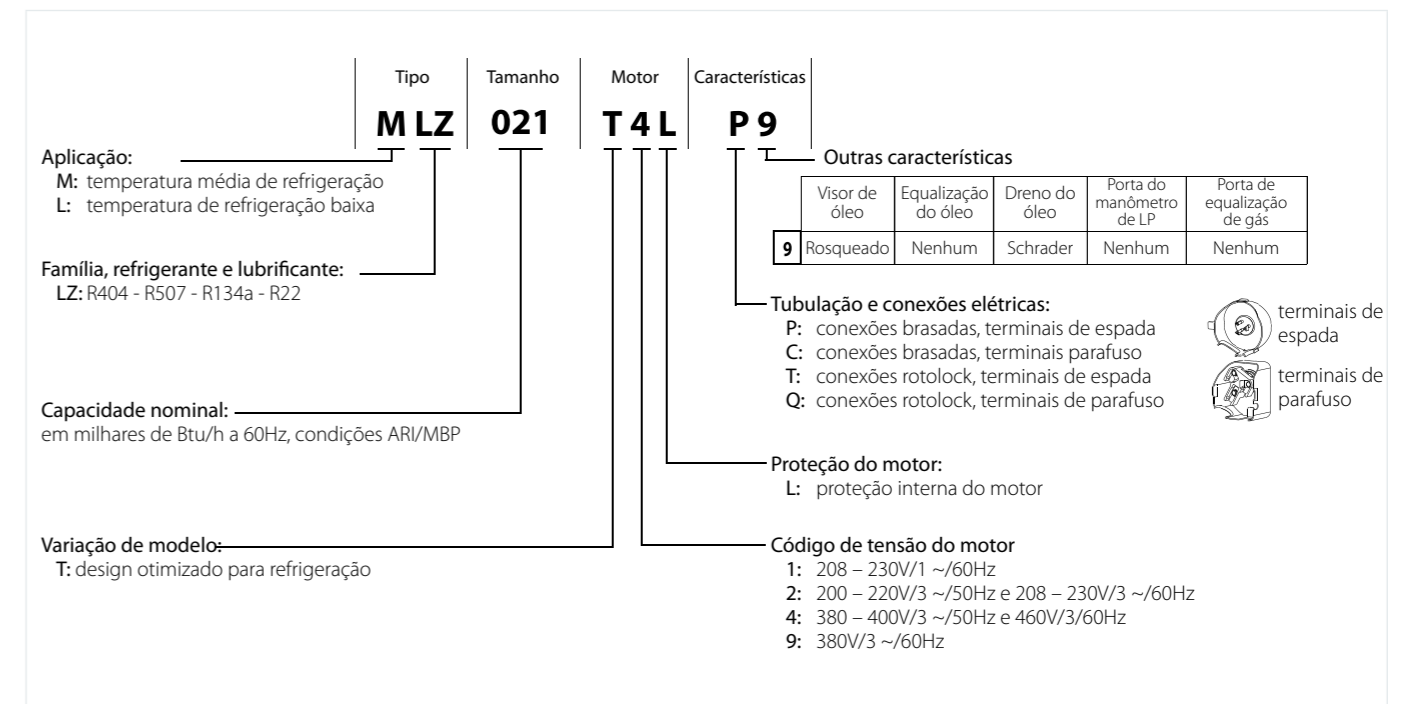 Tipo Tamanho Motor Características
M LZ 021 T 4 L P 9
Aplicação:
M: temperatura média de refrigeração
L: temperatura de refrigeração baixa
Família, refrigerante e lubrificante:
LZ: R404 - R507 - R134a - R22
Capacidade nominal:
em milhares de Btu/h a 60Hz, condições ARI/MBP
Variação de modelo:
T: design otimizado para refrigeração
Outras características
Visor de óleo Equalização do óleo Dreno do óleo Porta do manômetro de LP Porta de equalização de gás
9 Rosqueado Nenhum Schrader Nenhum Nenhum
Tubulação e conexões elétricas:
P: conexões brasadas, terminais de espada
C: conexões brasadas, terminais parafuso
T: conexões rotolock, terminais de espada
Q: conexões rotolock, terminais de parafuso
terminais de
espada
terminais de
parafuso
Proteção do motor:
L: proteção interna do motor
Código de tensão do motor
1: 208 – 230V/1 ~/60Hz
2: 200 – 220V/3 ~/50Hz e 208 – 230V/3 ~/60Hz
4: 380 – 400V/3 ~/50Hz e 460V/3/60Hz
9: 380V/3 ~/60Hz